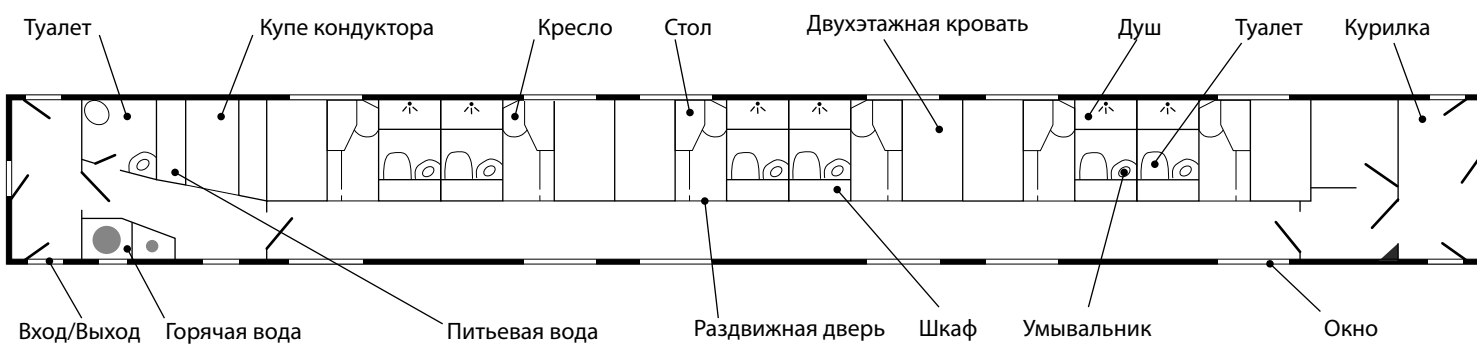 Туалет
Купе кондуктора
Кресло
Стол
Двухэтажная кровать
Душ
Туалет
Курилка
Вход/Выход
Горячая вода
Питьевая вода
Раздвижная дверь
Шкаф
Умывальник
Окно